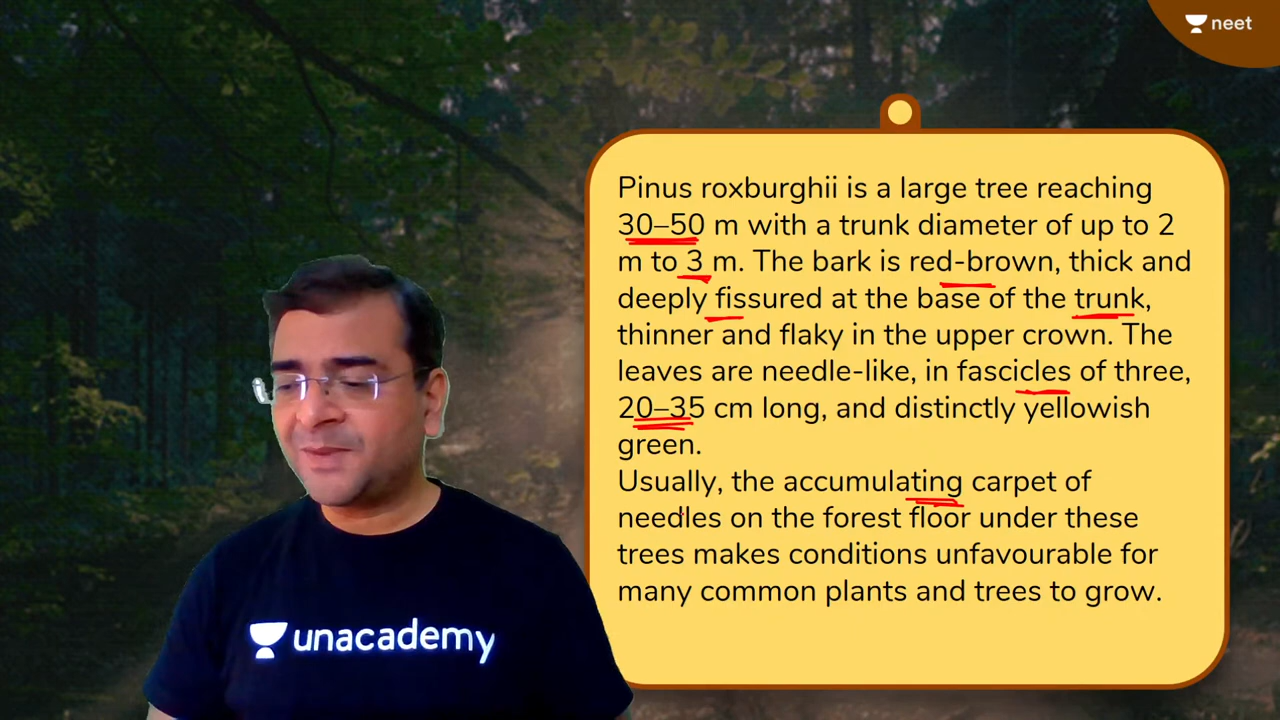 neet
Pinus roxburghii is a large tree reaching
30–50 m with a trunk diameter of up to 2
m to 3 m. The bark is red-brown, thick and
deeply fissured at the base of the trunk,
thinner and flaky in the upper crown. The
leaves are needle-like, in fascicles of three,
20–35 cm long, and distinctly yellowish
green.
Usually, the accumulating carpet of
needles on the forest floor under these
trees makes conditions unfavourable for
many common plants and trees to grow.
unacademy